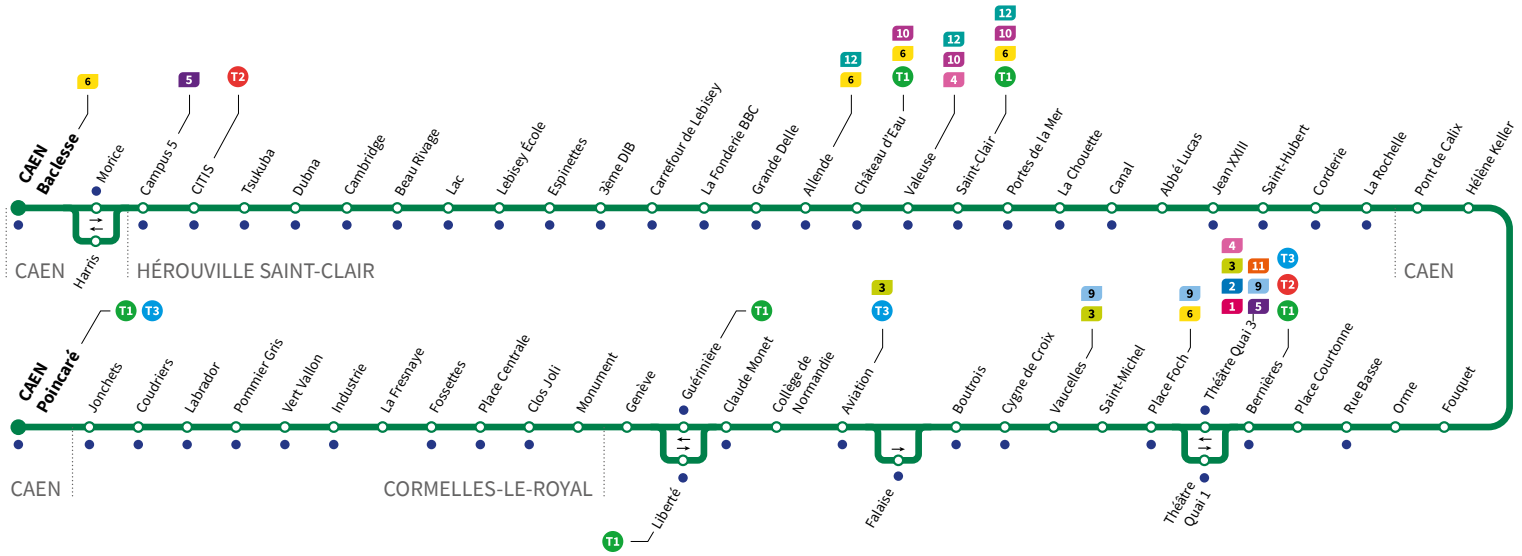 12
10
6
T1
12
10
4
10
6
T1
12
6
6
5
T2
CAEN
Baclesse
Morice
Campus 5
CITIS
Tsukuba
Dubna
Cambridge
Beau Rivage
Lac
Lebisey École
Espinettes
3ème DIB
Carrefour de Lebisey
La Fonderie BBC
Grande Delle
Allende
Château d'Eau
Valeuse
Saint-Clair
Portes de la Mer
La Chouette
Canal
Abbé Lucas
Jean XXIII
Saint-Hubert
Corderie
La Rochelle
Pont de Calix
Hélène Keller
Harris
CAEN
HÉROUVILLE SAINT-CLAIR
CAEN
T1
T3
T1
3
T3
9
3
9
6
4
3
2
1
11
9
5
T3
T2
T1
CAEN
Poincaré
Jonchets
Coudriers
Labrador
Pommier Gris
Vert Vallon
Industrie
La Fresnaye
Fossettes
Place Centrale
Clos Joli
Monument
Genève
Guérinière
Claude Monet
Collège de
Normandie
Aviation
Boutrois
Cygne de Croix
Vaucelles
Saint-Michel
Place Foch
Théâtre Quai 3
Bernières
Place Courtonne
Rue Basse
Orme
Fouquet
CAEN
CORMELLES-LE-ROYAL
Liberté
T1
Falaise
Théâtre
Quai 1